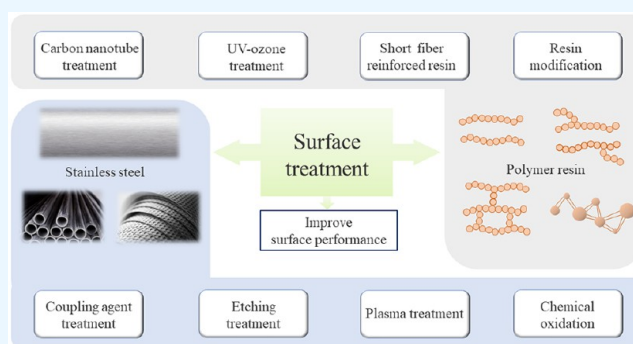 Carbon nanotube
treatment
UV-ozone
treatment
Short fiber
reinforced resin
Resin
modification
Stainless steel
Surface
treatment
Polymer resin
Improve
surface performance
Coupling agent
treatment
Etching
treatment
Plasma treatment
Chemical
oxidation